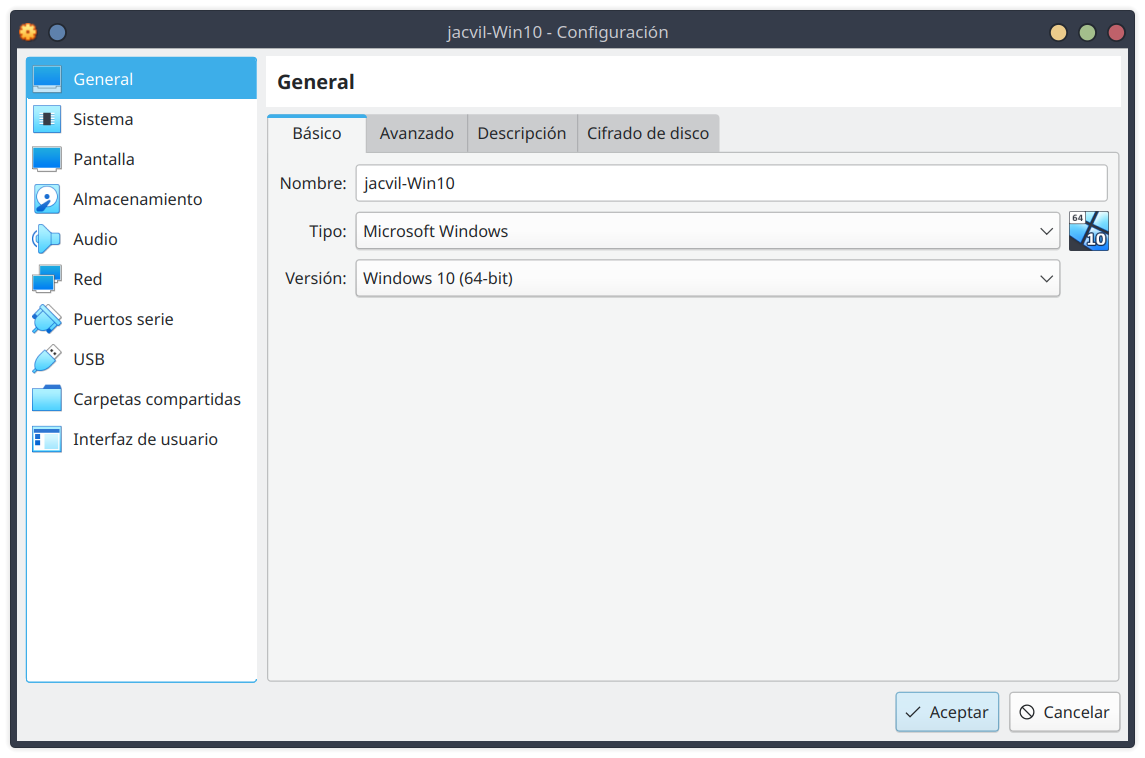 jacvil-Win10 - Configuración
General
Sistema
Pantalla
Almacenamiento
Audio
Red
Puertos serie
USB
Carpetas compartidas
Interfaz de usuario
General
Básico Avanzado Descripción Cifrado de disco
Nombre: jacvil-Win10
Tipo: Microsoft Windows
64
10
Versión: Windows 10 (64-bit)
Aceptar Cancelar